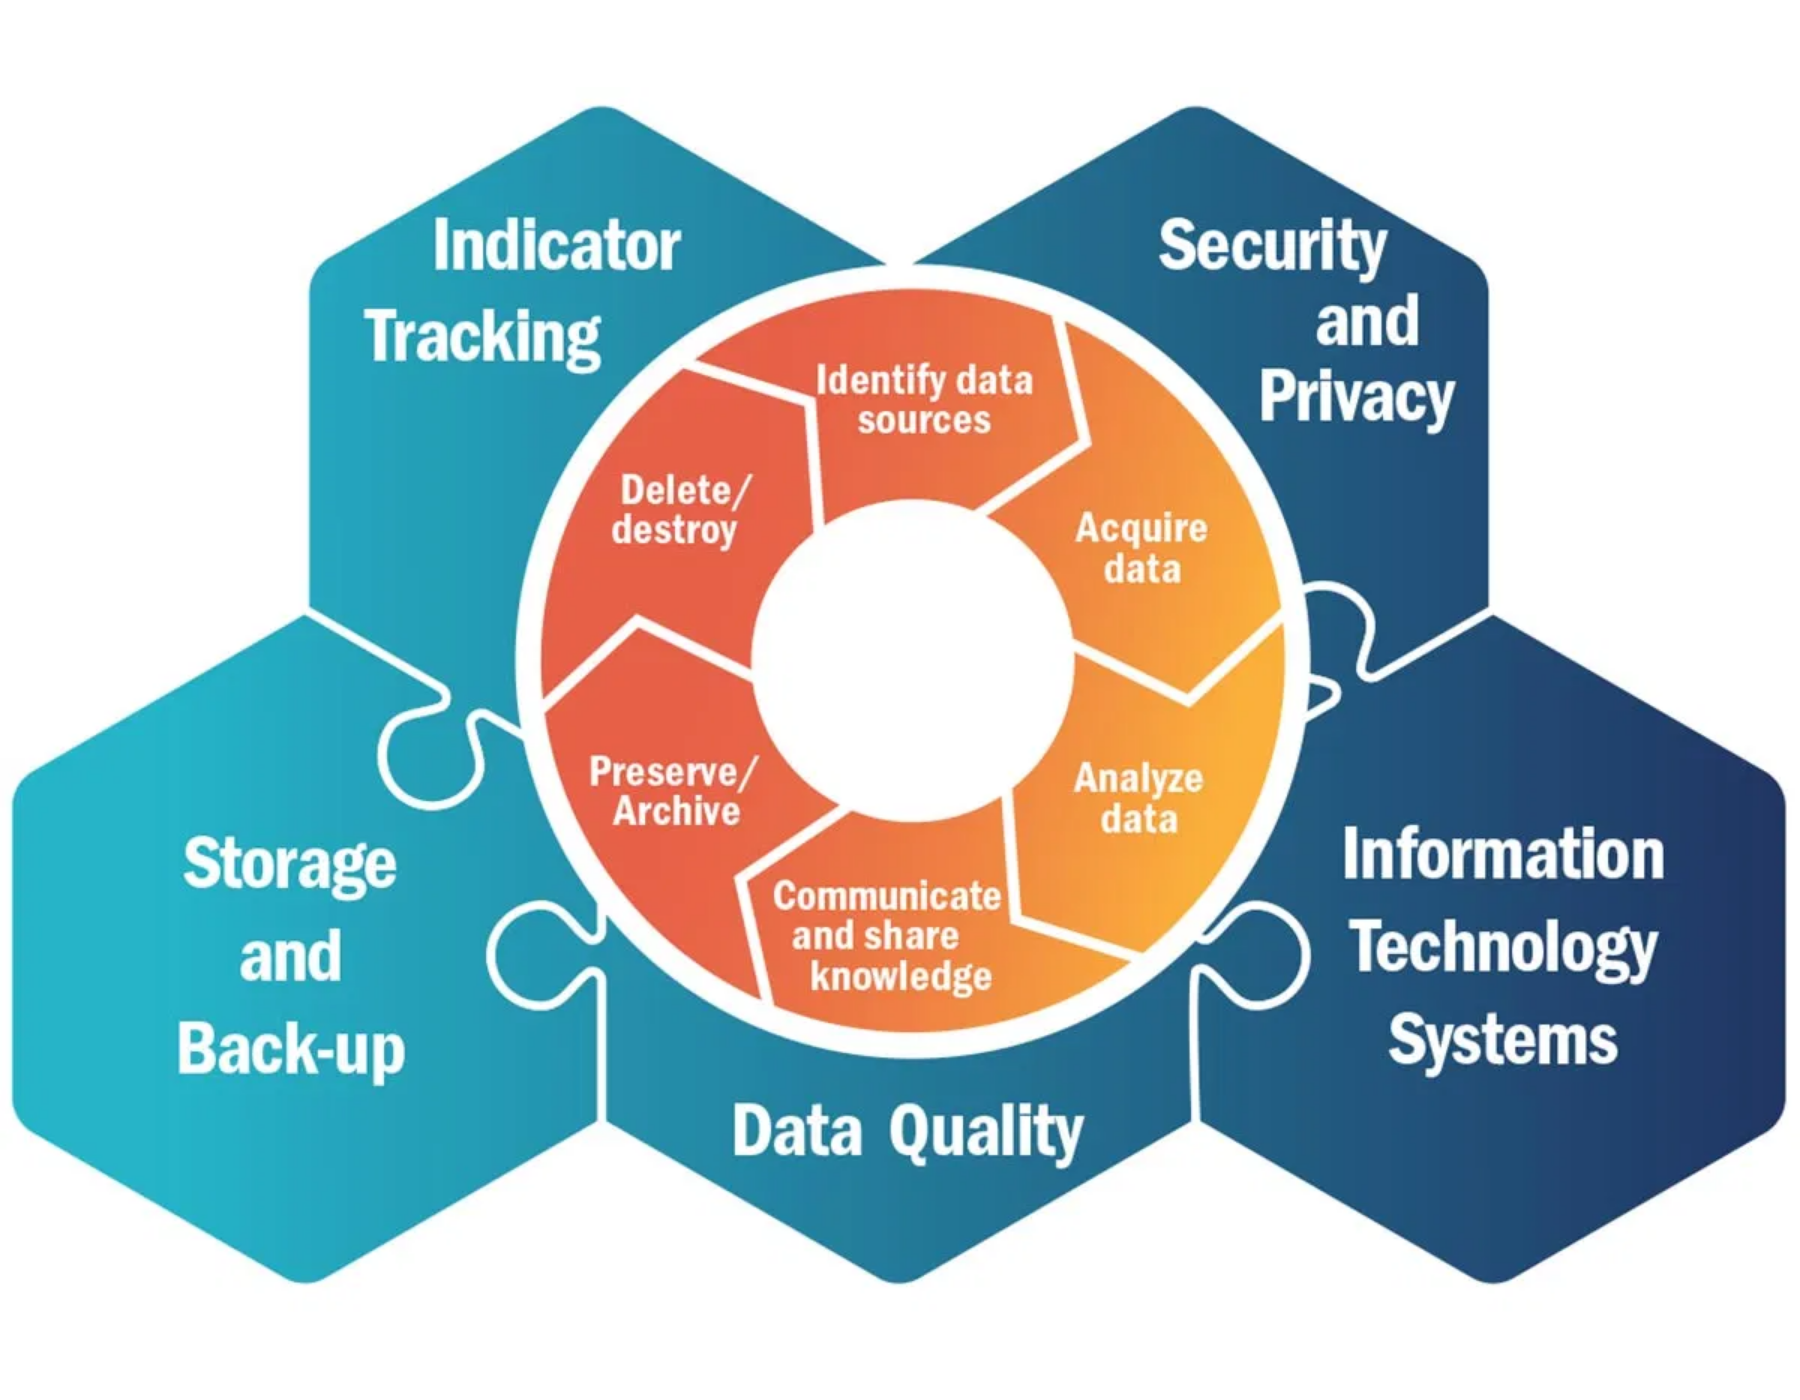 Indicator
Tracking
Security
and
Privacy
Identify data
sources
Acquire
data
Analyze
data
Communicate
and share
knowledge
Preserve/
Archive
Delete/
destroy
Storage
and
Back-up
Data Quality
Information
Technology
Systems